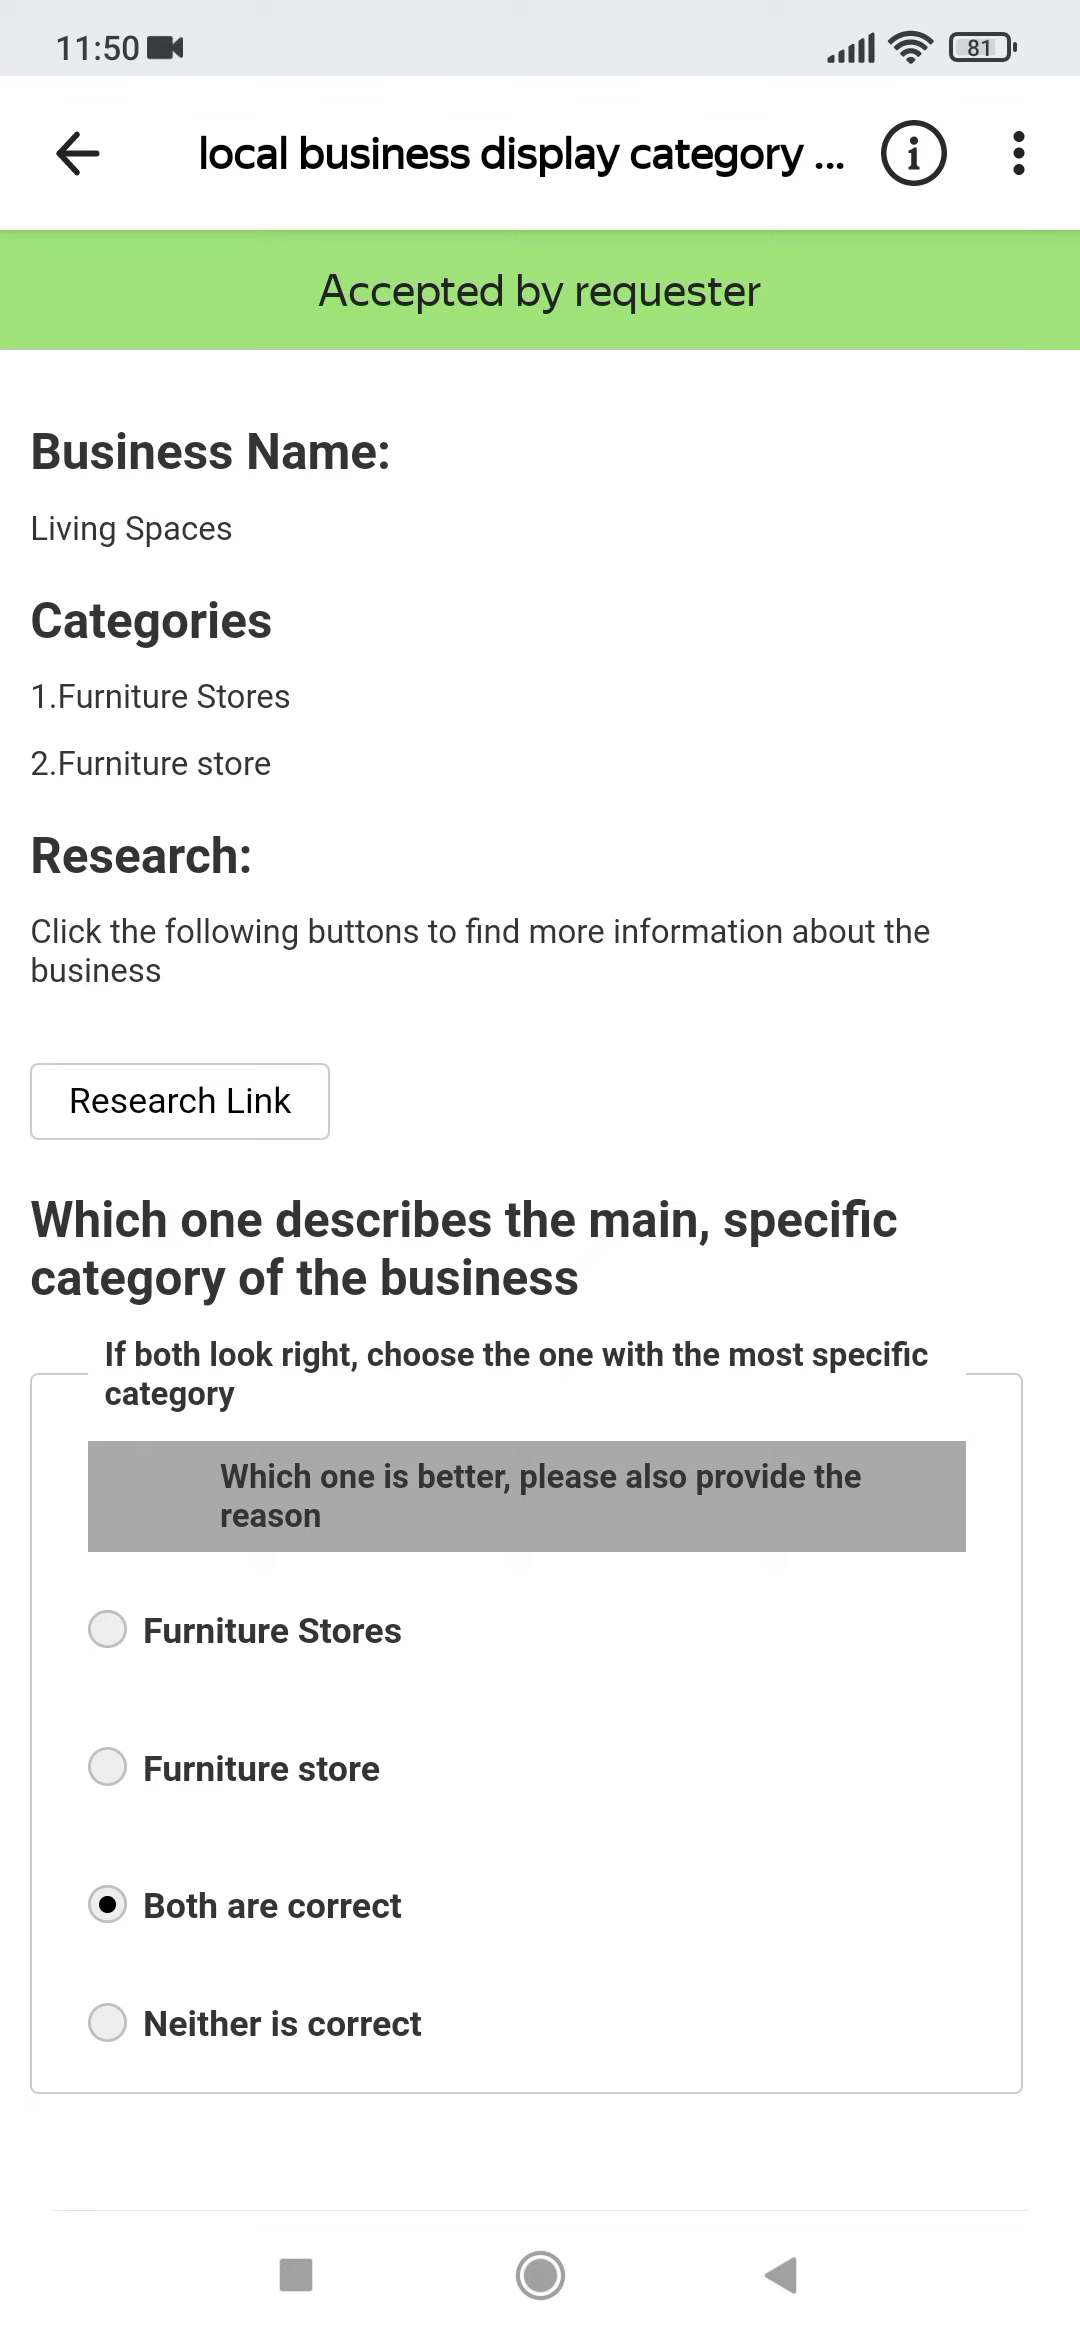 11:50
81
local business display category ...
Accepted by requester
Business Name:
Living Spaces
Categories
1.Furniture Stores
2.Furniture store
Research:
Click the following buttons to find more information about the
business
Research Link
Which one describes the main, specific
category of the business
If both look right, choose the one with the most specific
category
Which one is better, please also provide the
reason
Furniture Stores
Furniture store
Both are correct
Neither is correct